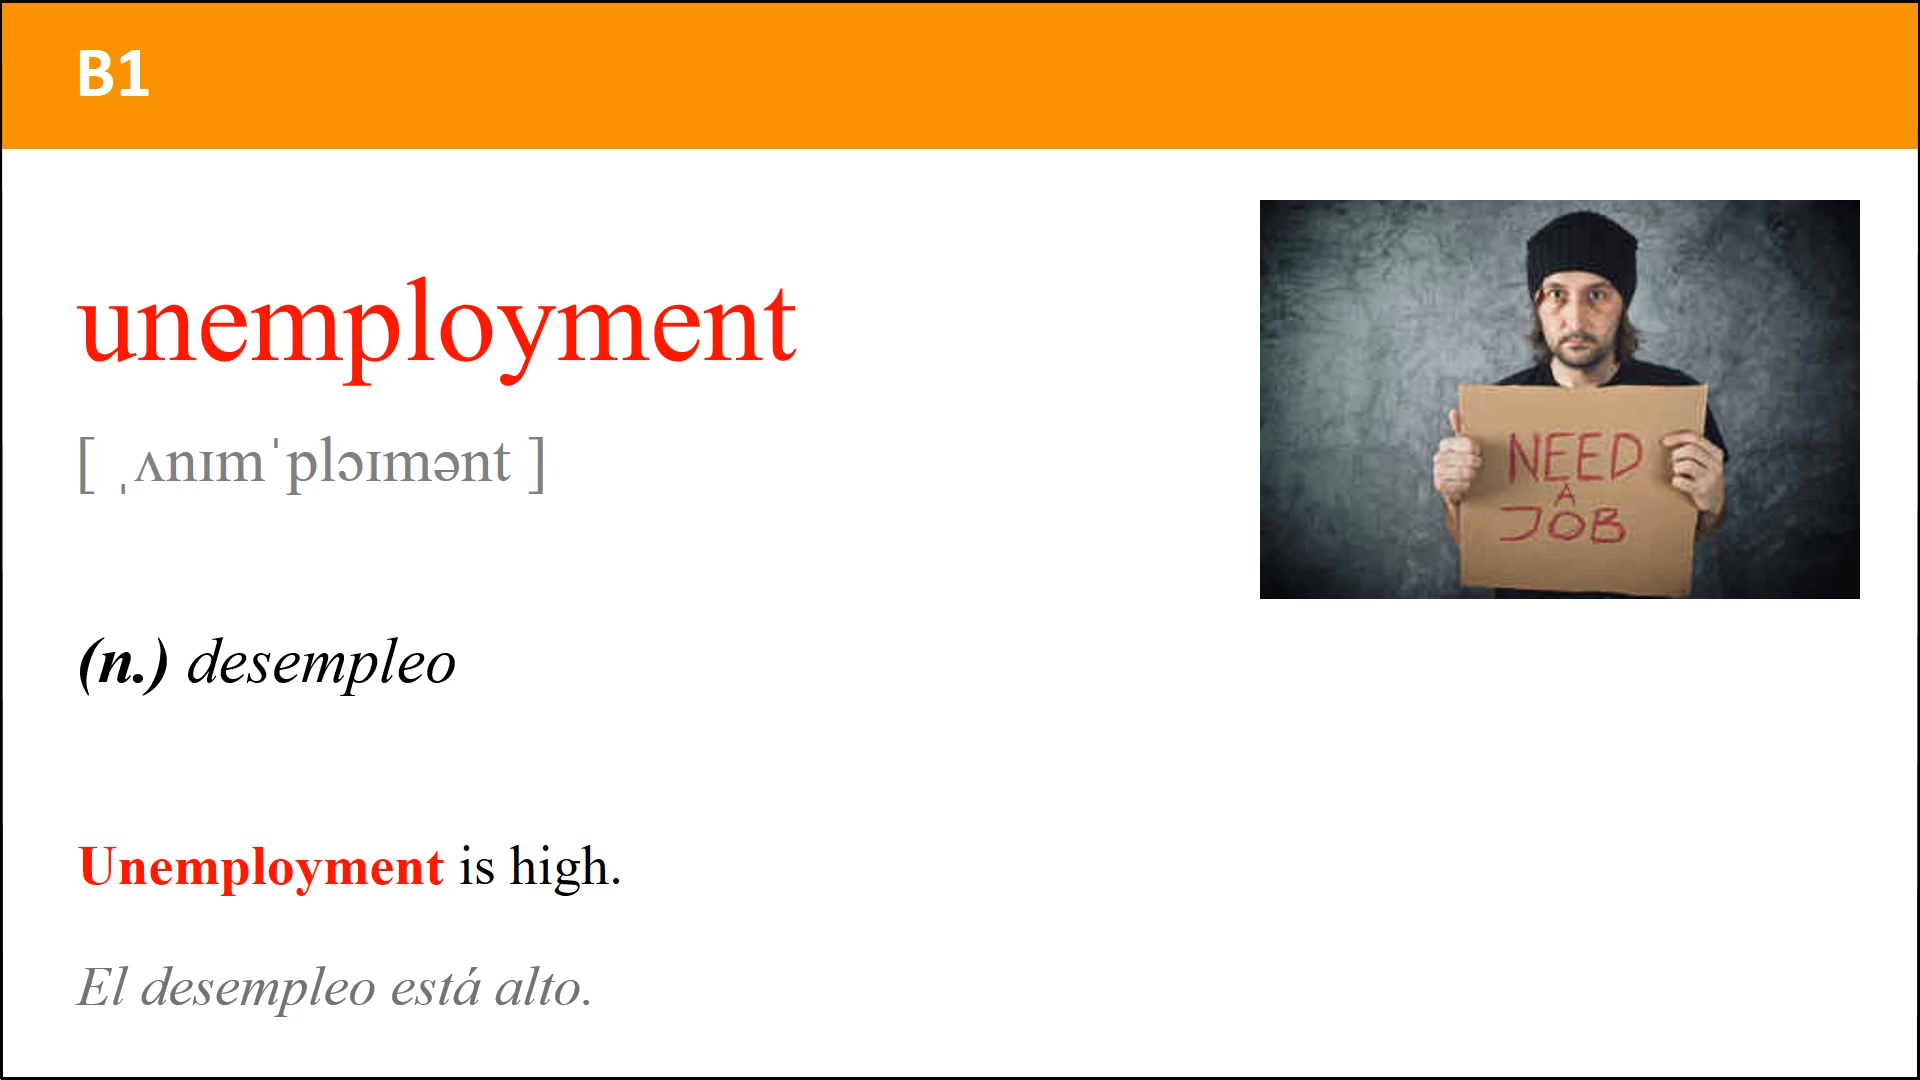 B1
unemployment
[ ˌʌnɪmˈplɔɪmənt ]
(n.) desempleo
Unemployment is high.
El desempleo está alto.
NEED
A
JOB